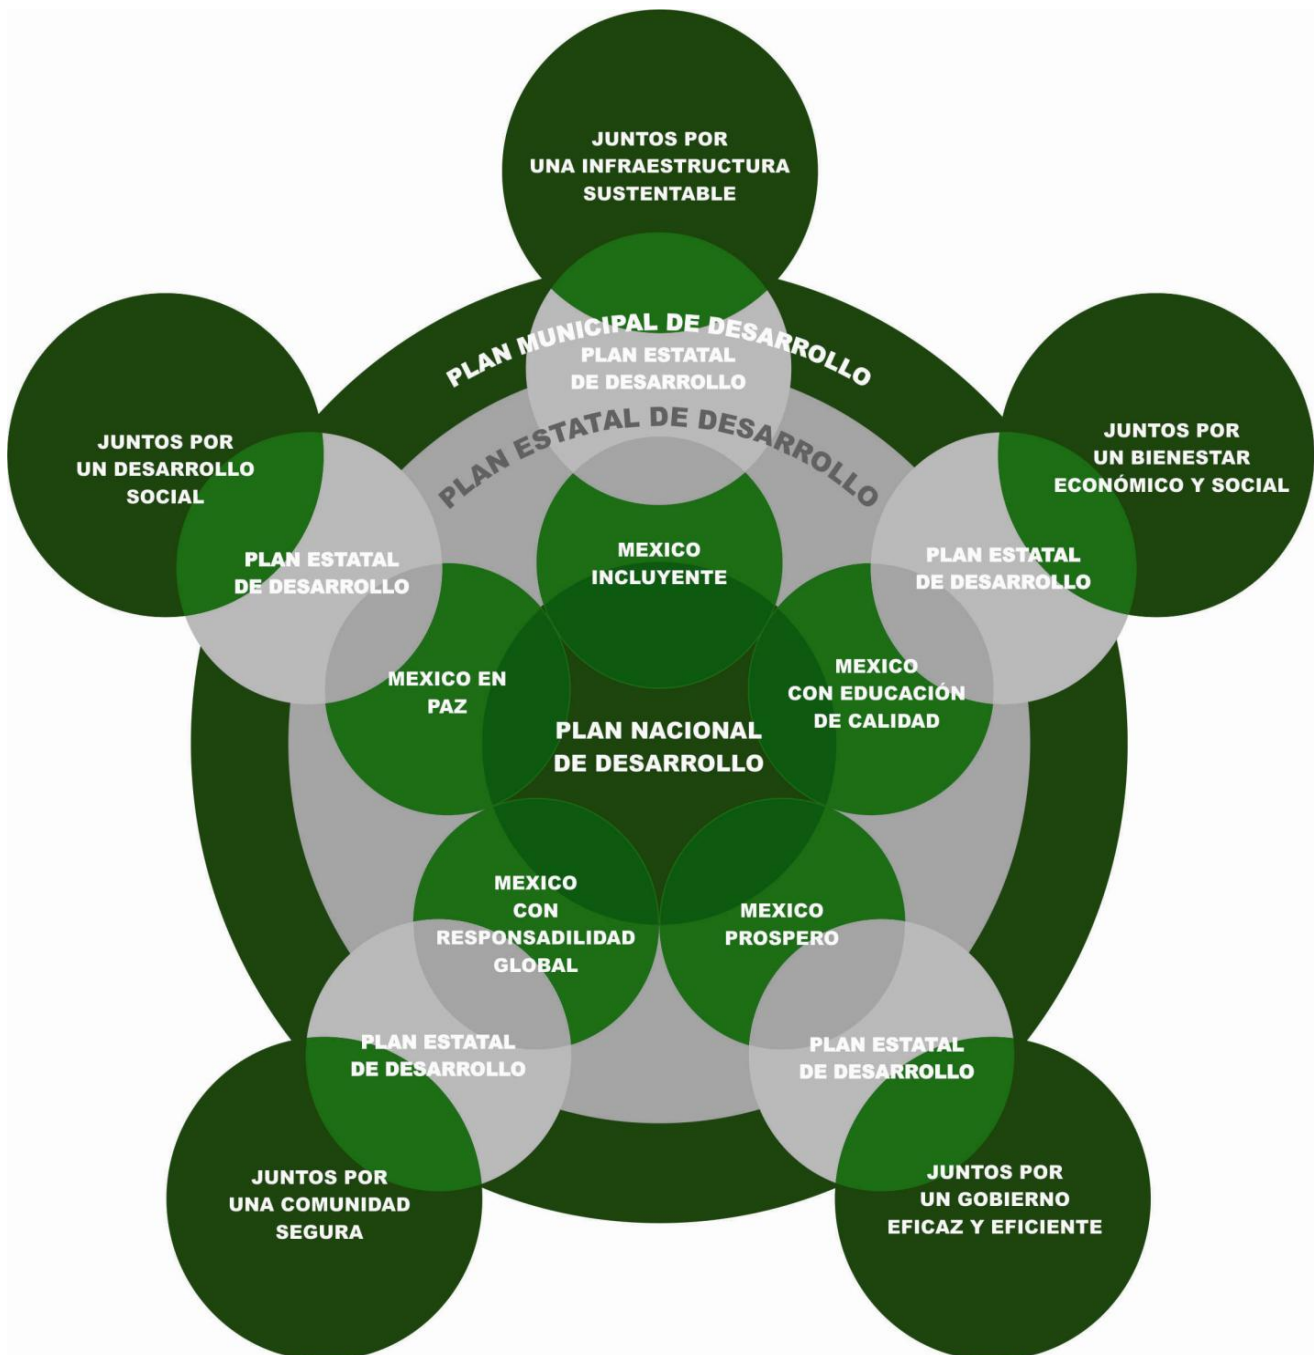 JUNTOS POR
UNA INFRAESTRUCTURA
SUSTENTABLE
PLAN MUNICIPAL DE DESARROLLO
PLAN ESTATAL
DE DESARROLLO
PLAN ESTATAL DE DESARROLLO
JUNTOS POR
UN DESARROLLO
SOCIAL
JUNTOS POR
UN BIENESTAR
ECONÓMICO Y SOCIAL
PLAN ESTATAL
DE DESARROLLO
MEXICO
INCLUYENTE
PLAN ESTATAL
DE DESARROLLO
MEXICO EN
PAZ
MEXICO
CON EDUCACIÓN
DE CALIDAD
PLAN NACIONAL
DE DESARROLLO
MEXICO
CON
RESPONSADILIDAD
GLOBAL
MEXICO
PROSPERO
PLAN ESTATAL
DE DESARROLLO
PLAN ESTATAL
DE DESARROLLO
JUNTOS POR
UNA COMUNIDAD
SEGURA
JUNTOS POR
UN GOBIERNO
EFICAZ Y EFICIENTE